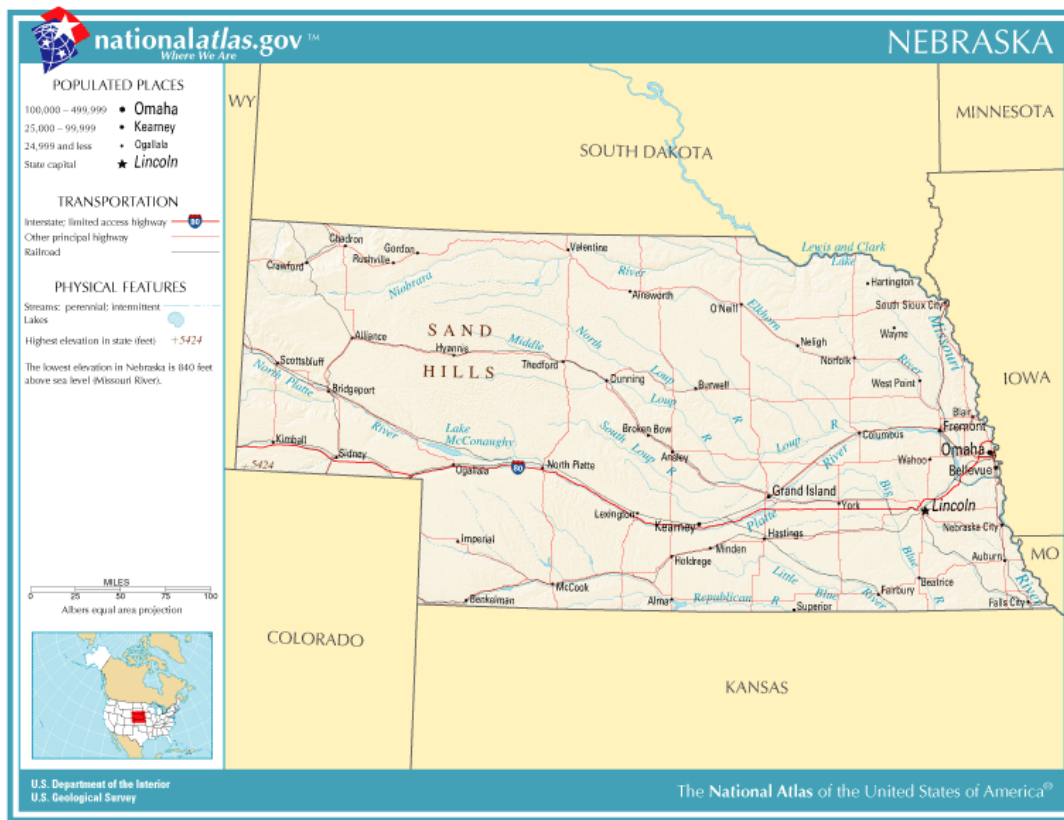 nationalatlas.gov ™
Where We Are
NEBRASKA
POPULATED PLACES
100,000 – 499,999 • Omaha
25,000 – 99,999 • Kearney
24,999 and less • Ogallala
State capital ★ Lincoln
TRANSPORTATION
Interstate; limited access highway 80
Other principal highway
Railroad
PHYSICAL FEATURES
Streams: perennial; intermittent
Lakes
Highest elevation in state (feet) +5424
The lowest elevation in Nebraska is 840 feet
above sea level (Missouri River).
MILES
0 25 50 75 100
Albers equal area projection
WY
SOUTH DAKOTA
MINNESOTA
IOWA
MO
KANSAS
COLORADO
Chadron
Gordon
Rushville
Crawford
Valentine
Niobrara
River
Ainsworth
Lewis and Clark
Lake
Hartington
South Sioux City
O'Neill
Elkhorn
Wayne
Missouri
Neligh
Norfolk
River
West Point
Alliance
SAND
HILLS
Hyannis
Middle
North
Thedford
Dunning
Loup
Loup
Burwell
R
R
Scottsbluff
North Platte
Bridgeport
River
Lake
McConaughy
Broken Bow
South
Loup
R
Ansley
Loup
R
River
Columbus
Blair
Fremont
Omaha
Wahoo
Bellevue
Kimball
+5424
Sidney
Ogallala
80
North Platte
Grand Island
Big
Lincoln
York
Lexington
Kearney
Platte
Hastings
Nebraska City
Imperial
Minden
Holdrege
Blue
Auburn
McCook
Little
Blue
River
Beatrice
Fairbury
R
River
Benkelman
Alma
Republican
R
Superior
Falls City
U.S. Department of the Interior
U.S. Geological Survey
The National Atlas of the United States of America®